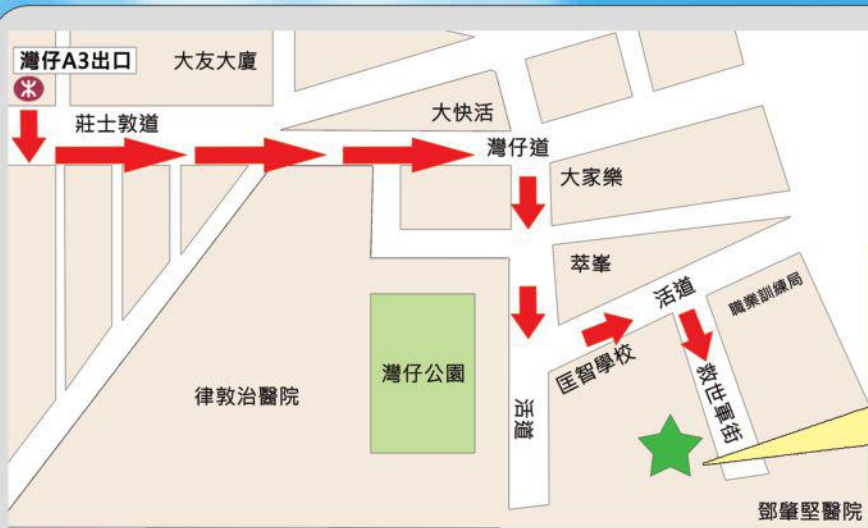 灣仔A3出口
大友大廈
莊士敦道
大快活
灣仔道
大家樂
萃峯
活道
職業訓練局
匡智學校
救世軍街
灣仔公園
律敦治醫院
活道
鄧肇堅醫院